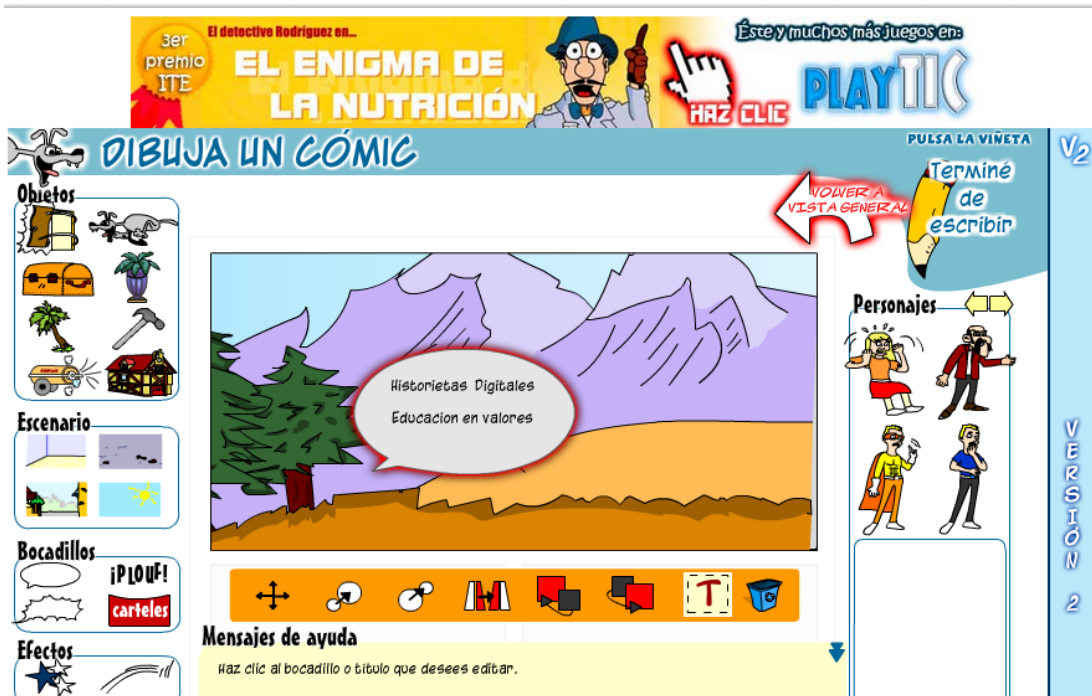 3er
premio
ITE
El detective Rodríguez en...
EL ENIGMA DE
LA NUTRICIÓN
HAZ CLIC
Éste y muchos más juegos en:
PLAYTIC
DIBUJA UN CÓMIC
PULSA LA VIÑETA
Terminé
de
escribir
V2
VOLVER A
VISTA GENERAL
Objetos
Historietas Digitales
Educacion en valores
Personajes
Escenario
Bocadillos
¡PLOUF!
carteles
Efectos
T
Mensajes de ayuda
Haz clic al bocadillo o titulo que desees editar.
VERSIÓN 2